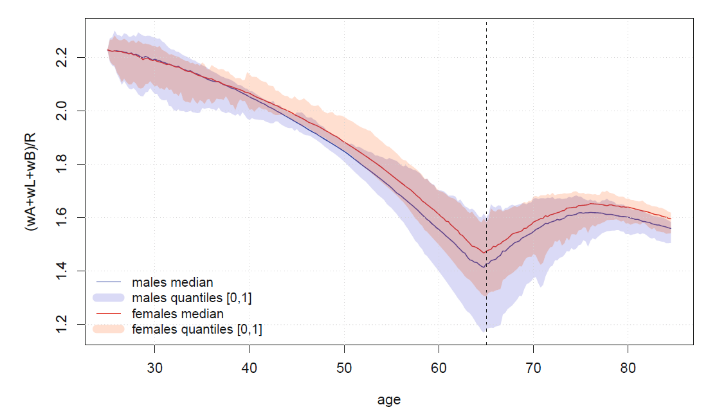 (wA+wL+wB)/R
2.2
2.0
1.8
1.6
1.4
1.2
males median
males quantiles [0,1]
females median
females quantiles [0,1]
30 40 50 60 70 80
age